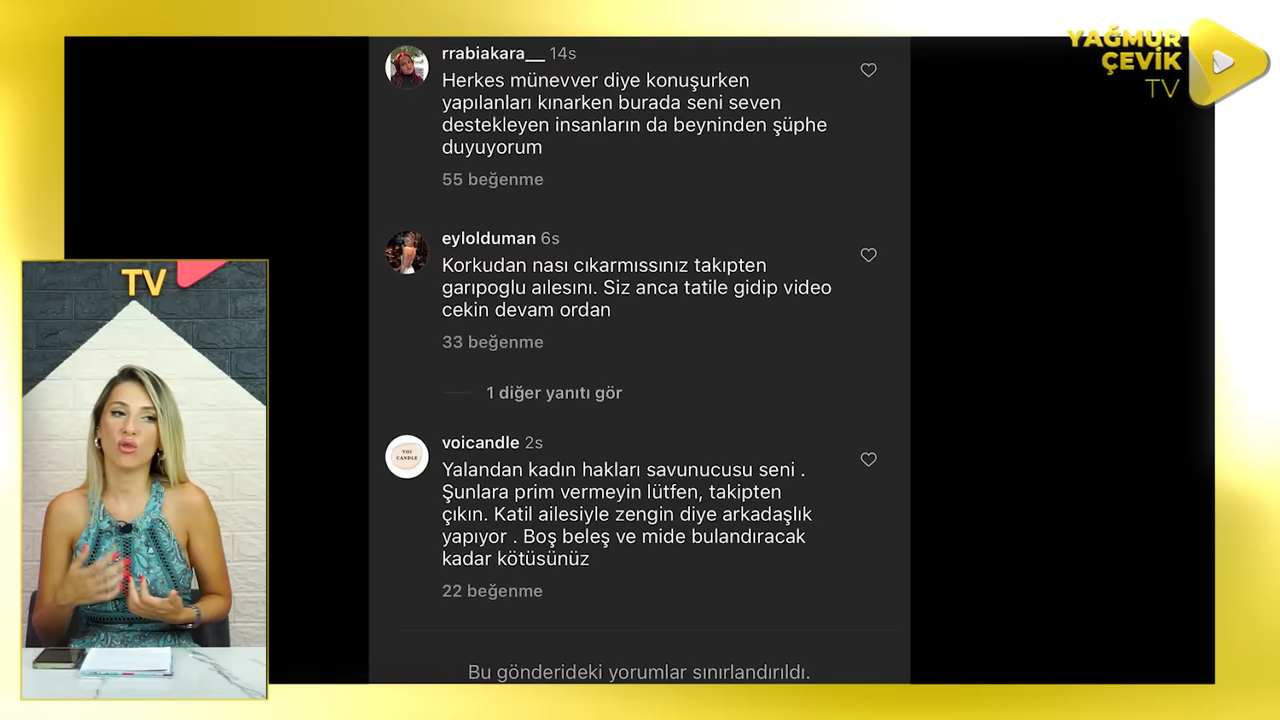 YAĞMUR
ÇEVİK
TV
rrabiakara__ 14s
Herkes münevver diye konuşurken
yapılanları kınarken burada seni seven
destekleyen insanların da beyninden şüphe
duyuyorum
55 beğenme
eylolduman 6s
Korkudan nası cıkarmıssınız takıpten
garıpoglu aılesını. Siz anca tatile gidip video
cekin devam ordan
33 beğenme
1 diğer yanıtı gör
voicandle 2s
Yalandan kadın hakları savunucusu seni .
Şunlara prim vermeyin lütfen, takipten
çıkın. Katil ailesiyle zengin diye arkadaşlık
yapıyor . Boş beleş ve mide bulandıracak
kadar kötüsünüz
22 beğenme
Bu gönderideki yorumlar sınırlandırıldı.
VOI
CANDLE
TV